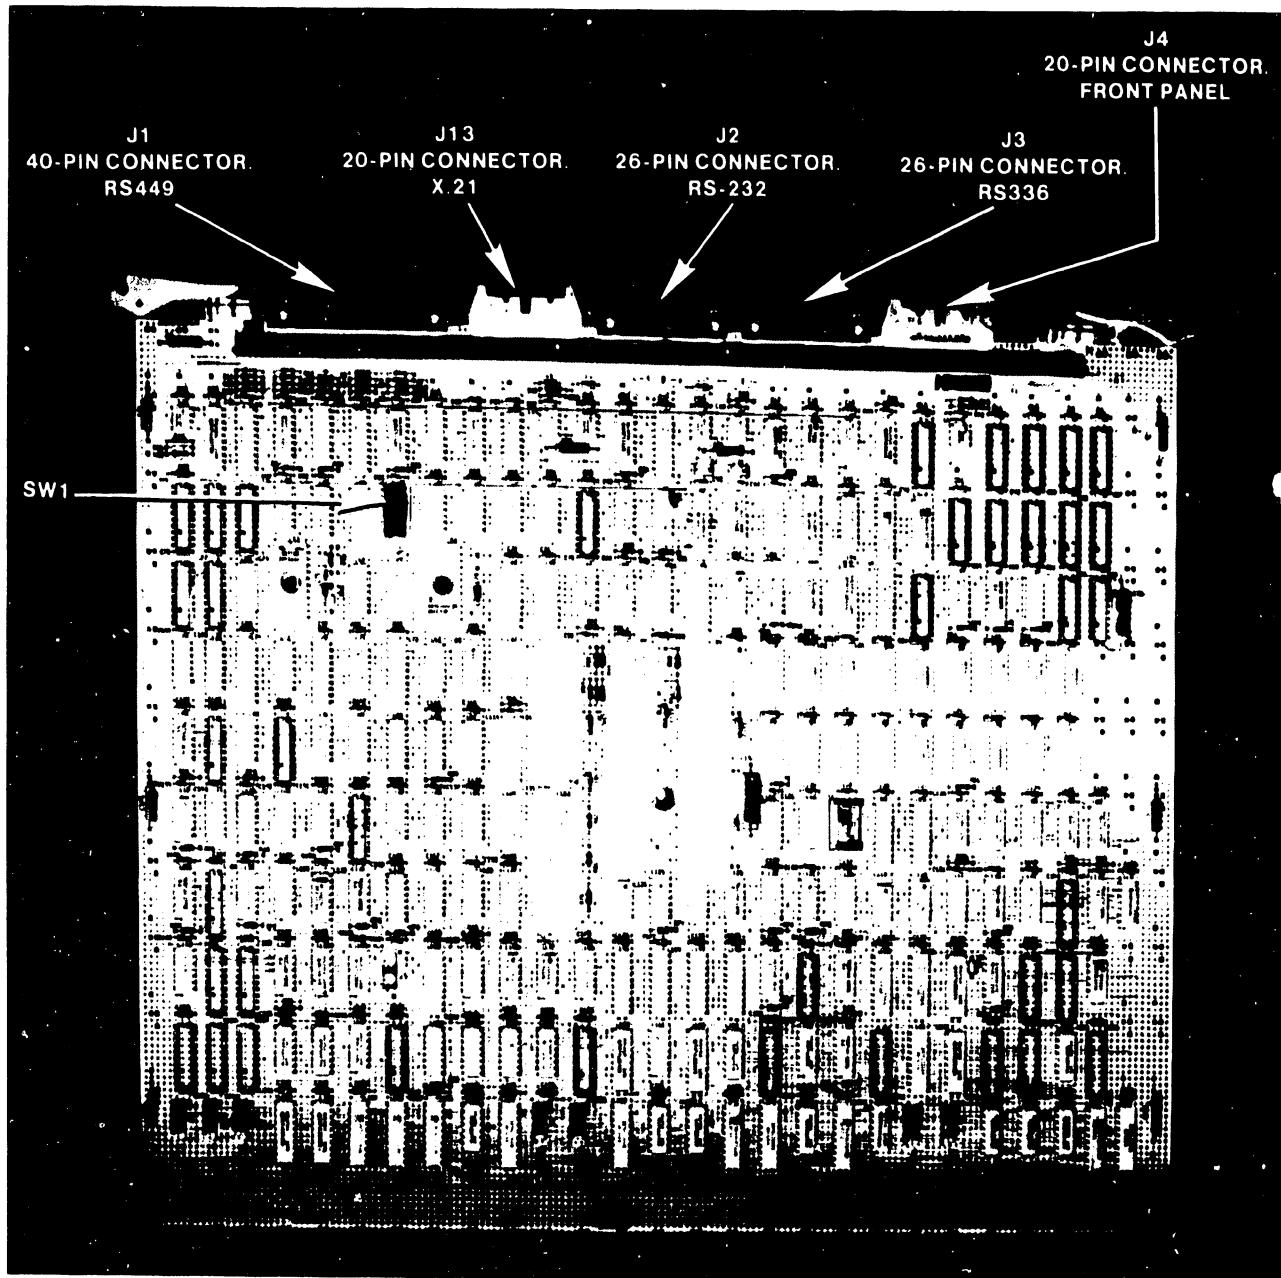 J4
20-PIN CONNECTOR.
FRONT PANEL
J1
40-PIN CONNECTOR.
RS449
J13
20-PIN CONNECTOR.
X.21
J2
26-PIN CONNECTOR.
RS-232
J3
26-PIN CONNECTOR.
RS336
SW1